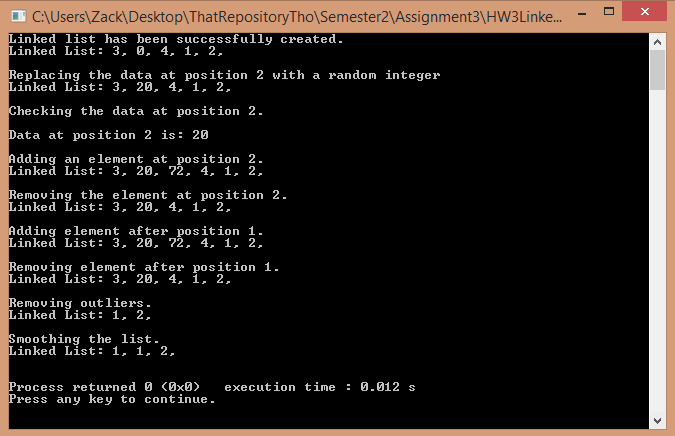 C:\Users\Zack\Desktop\ThatRepositoryTho\Semester2\Assignment3\HW3Linke...
Linked list has been successfully created.
Linked List: 3, 0, 4, 1, 2,
Replacing the data at position 2 with a random integer
Linked List: 3, 20, 4, 1, 2,
Checking the data at position 2.
Data at position 2 is: 20
Adding an element at position 2.
Linked List: 3, 20, 72, 4, 1, 2,
Removing the element at position 2.
Linked List: 3, 20, 4, 1, 2,
Adding element after position 1.
Linked List: 3, 20, 72, 4, 1, 2,
Removing element after position 1.
Linked List: 3, 20, 4, 1, 2,
Removing outliers.
Linked List: 1, 2,
Smoothing the list.
Linked List: 1, 1, 2,
Process returned 0 (0x0)   execution time : 0.012 s
Press any key to continue.